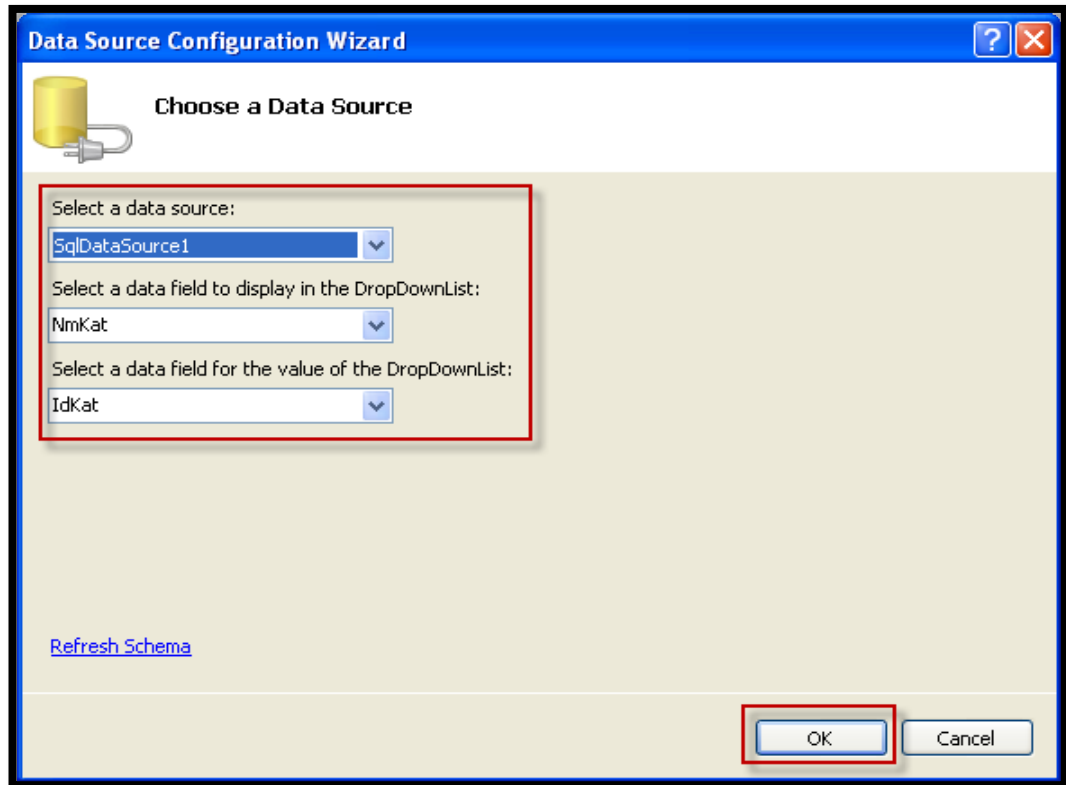 Data Source Configuration Wizard
Choose a Data Source
Select a data source:
SqlDataSource1
Select a data field to display in the DropDownList:
NmKat
Select a data field for the value of the DropDownList:
IdKat
Refresh Schema
OK
Cancel